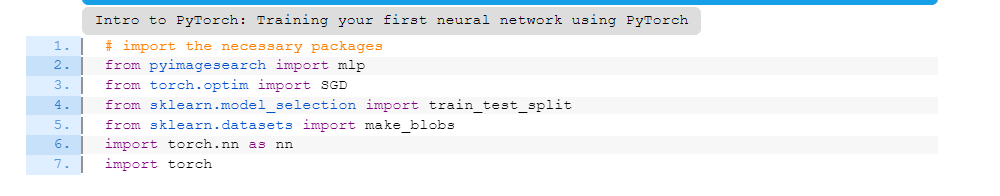 Intro to PyTorch: Training your first neural network using PyTorch
1. # import the necessary packages
2. from pyimagesearch import mlp
3. from torch.optim import SGD
4. from sklearn.model_selection import train_test_split
5. from sklearn.datasets import make_blobs
6. import torch.nn as nn
7. import torch